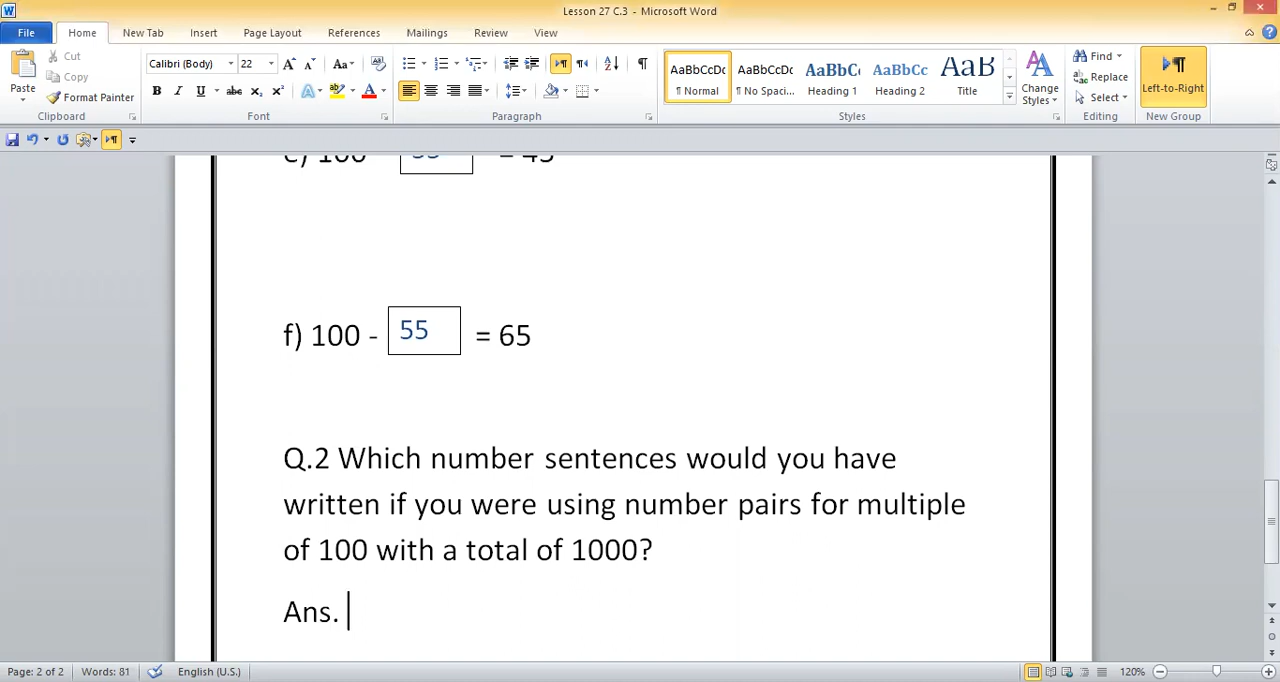 Lesson 27 C.3 - Microsoft Word
File Home New Tab Insert Page Layout References Mailings Review View
Cut
Copy
Format Painter
Paste
Clipboard
Calibri (Body) 22
Font
Paragraph
AaBbCcDc AaBbCcDc AaBbC AaBbCc AaB
¶ Normal ¶ No Spaci... Heading 1 Heading 2 Title
Change
Styles
Styles
Find
Replace
Select
Editing
Left-to-Right
New Group
e) 100 - 55 = 45
f) 100 - 55 = 65
Q.2 Which number sentences would you have
written if you were using number pairs for multiple
of 100 with a total of 1000?
Ans.
Page: 2 of 2 Words: 81 English (U.S.) 120%